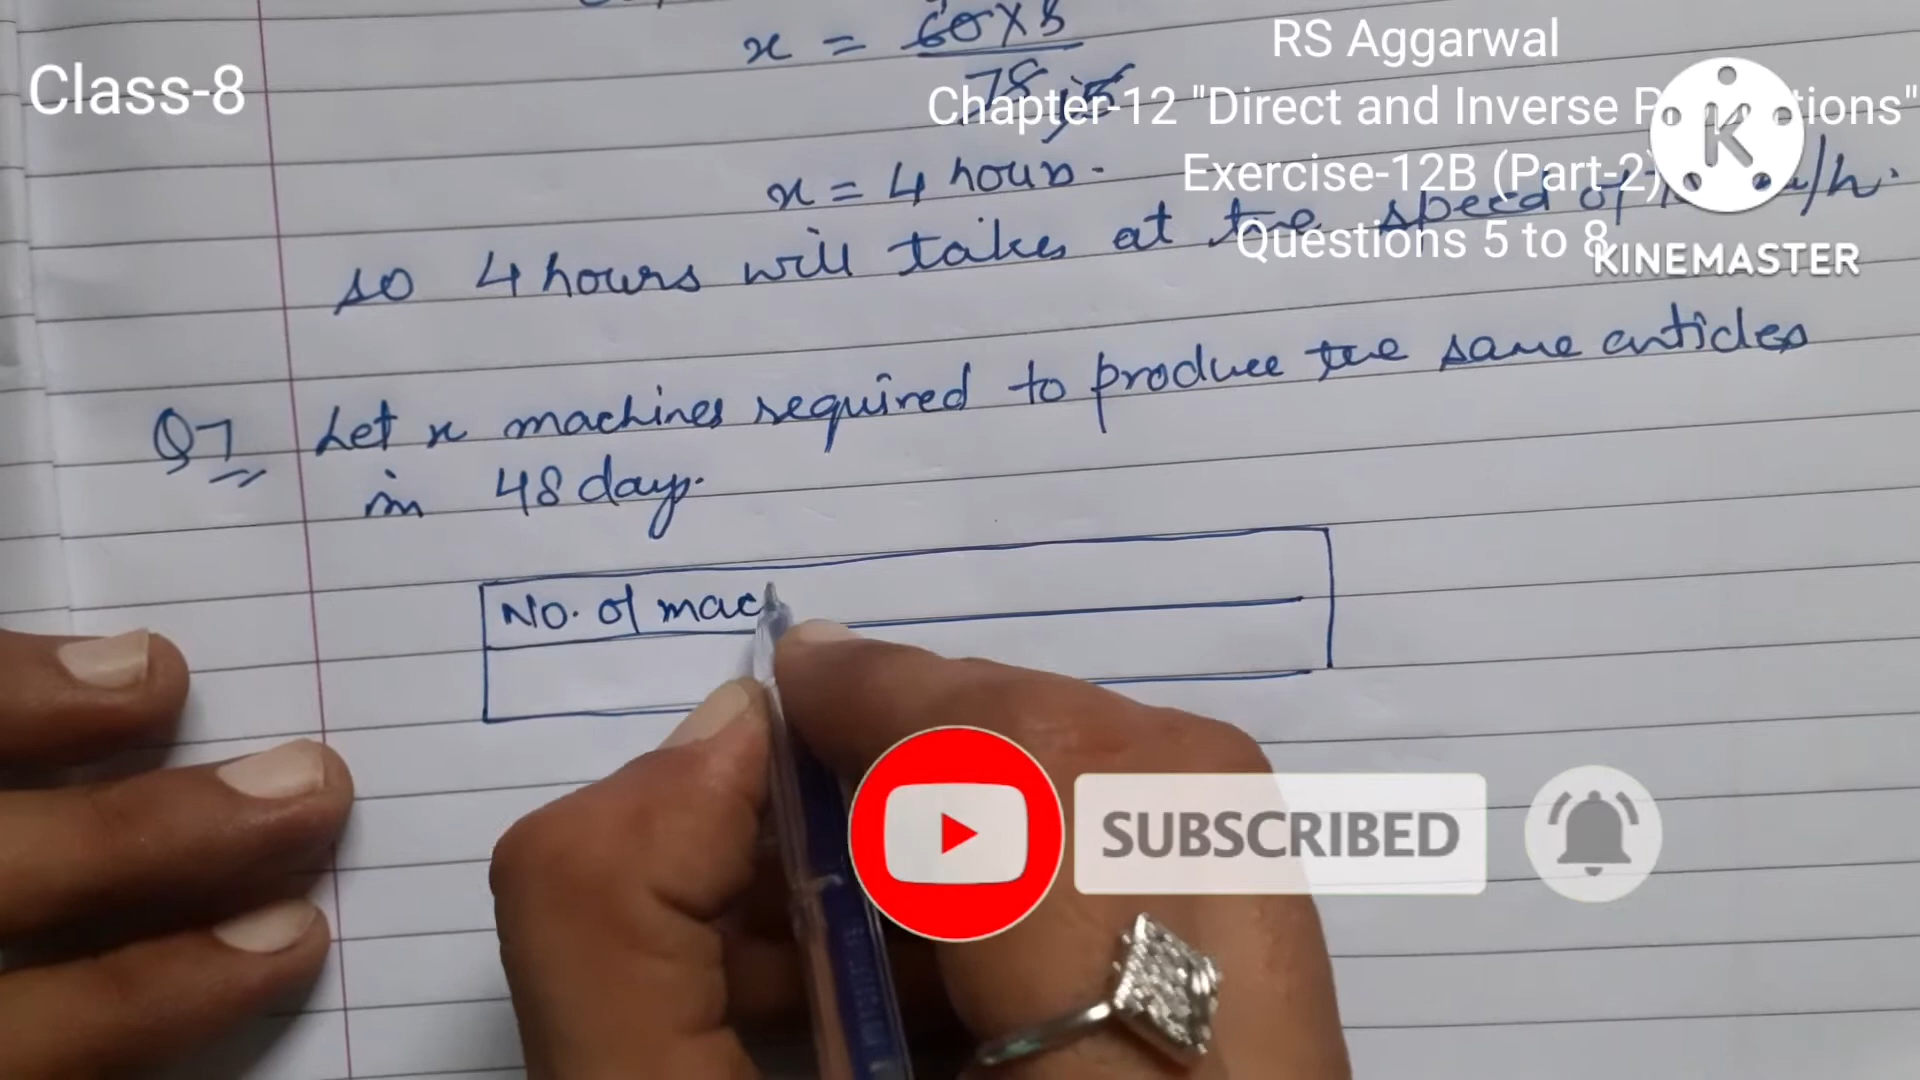 x = 60 X 5
75
x = 4 hours.
so 4 hours will takes at the speed of /h.
Q7 Let x machines required to produce the same articles
in 48 days.
No. of mac
Class-8
RS Aggarwal
Chapter-12 "Direct and Inverse P tions"
Exercise-12B (Part-2)
Questions 5 to 8
K
KINEMASTER
SUBSCRIBED